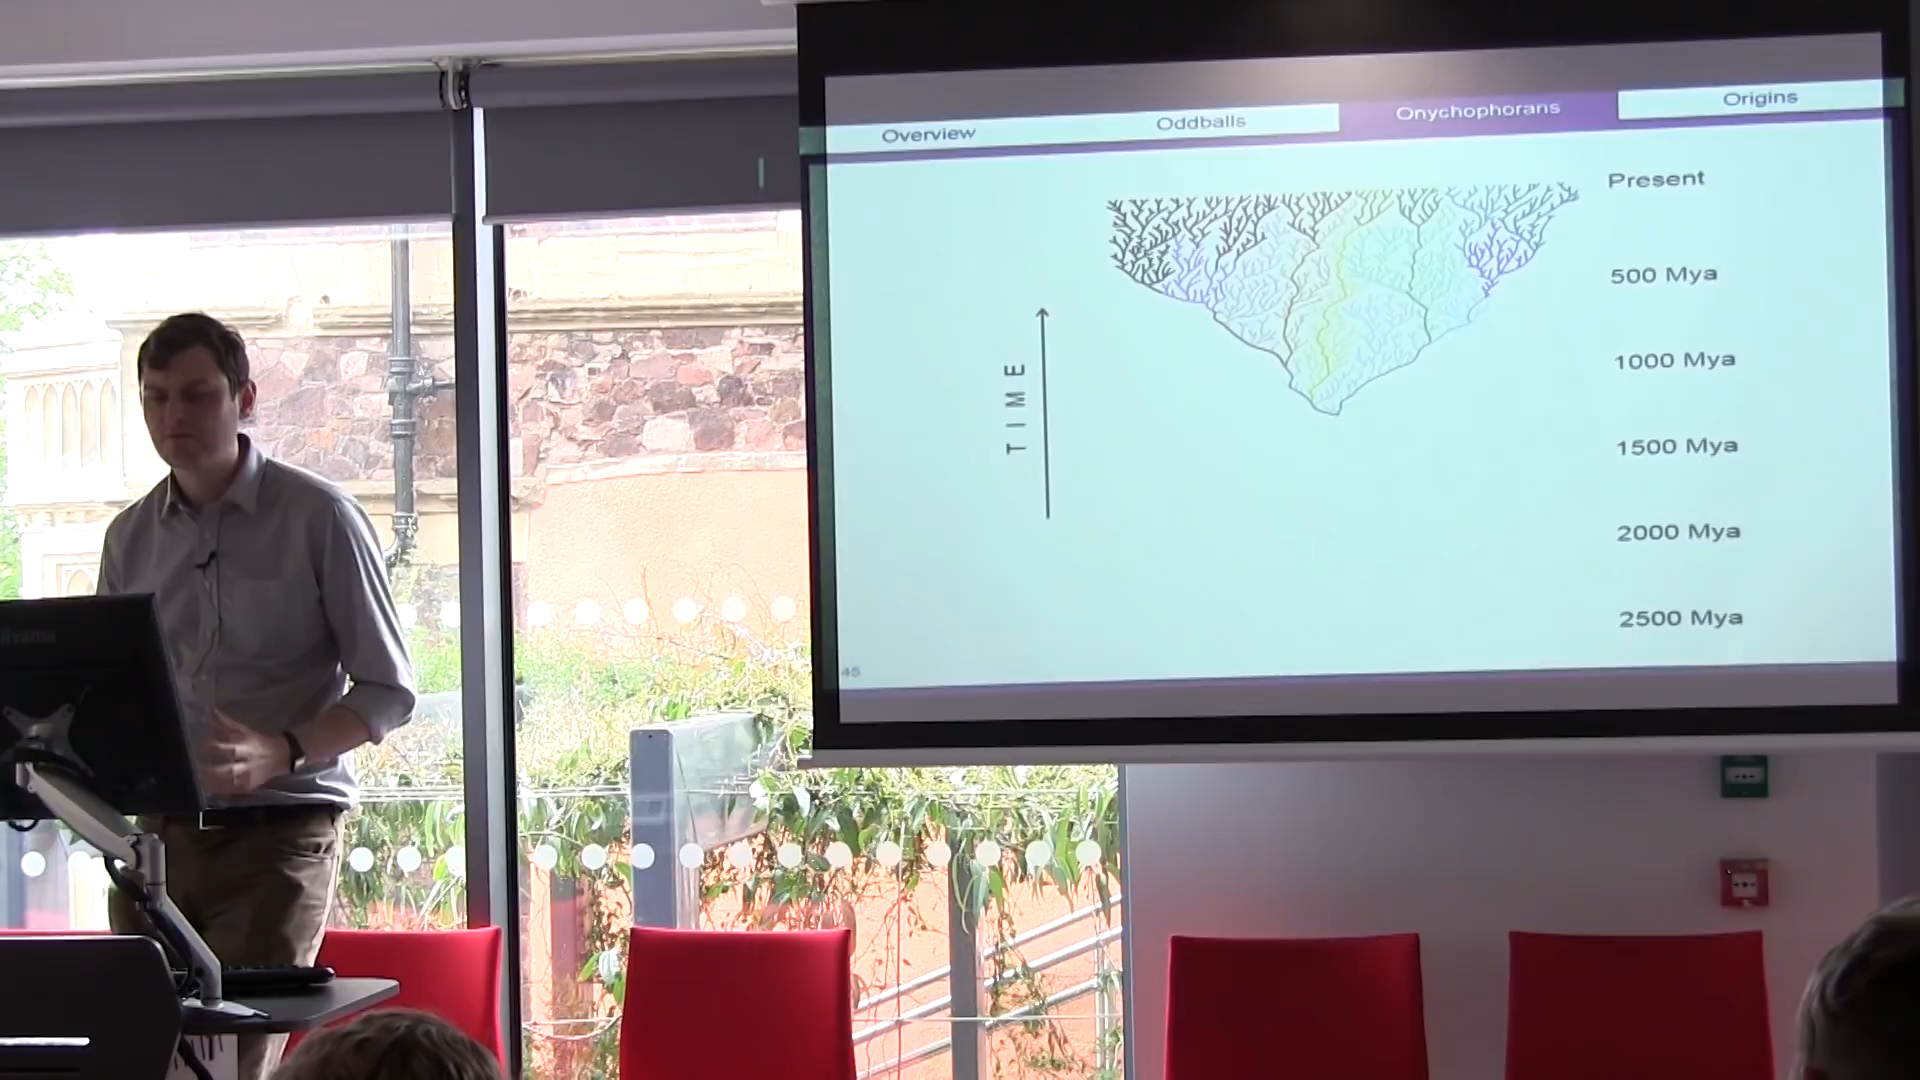 Overview
Oddballs
Onychophorans
Origins
Present
500 Mya
1000 Mya
1500 Mya
2000 Mya
2500 Mya
TIME
45